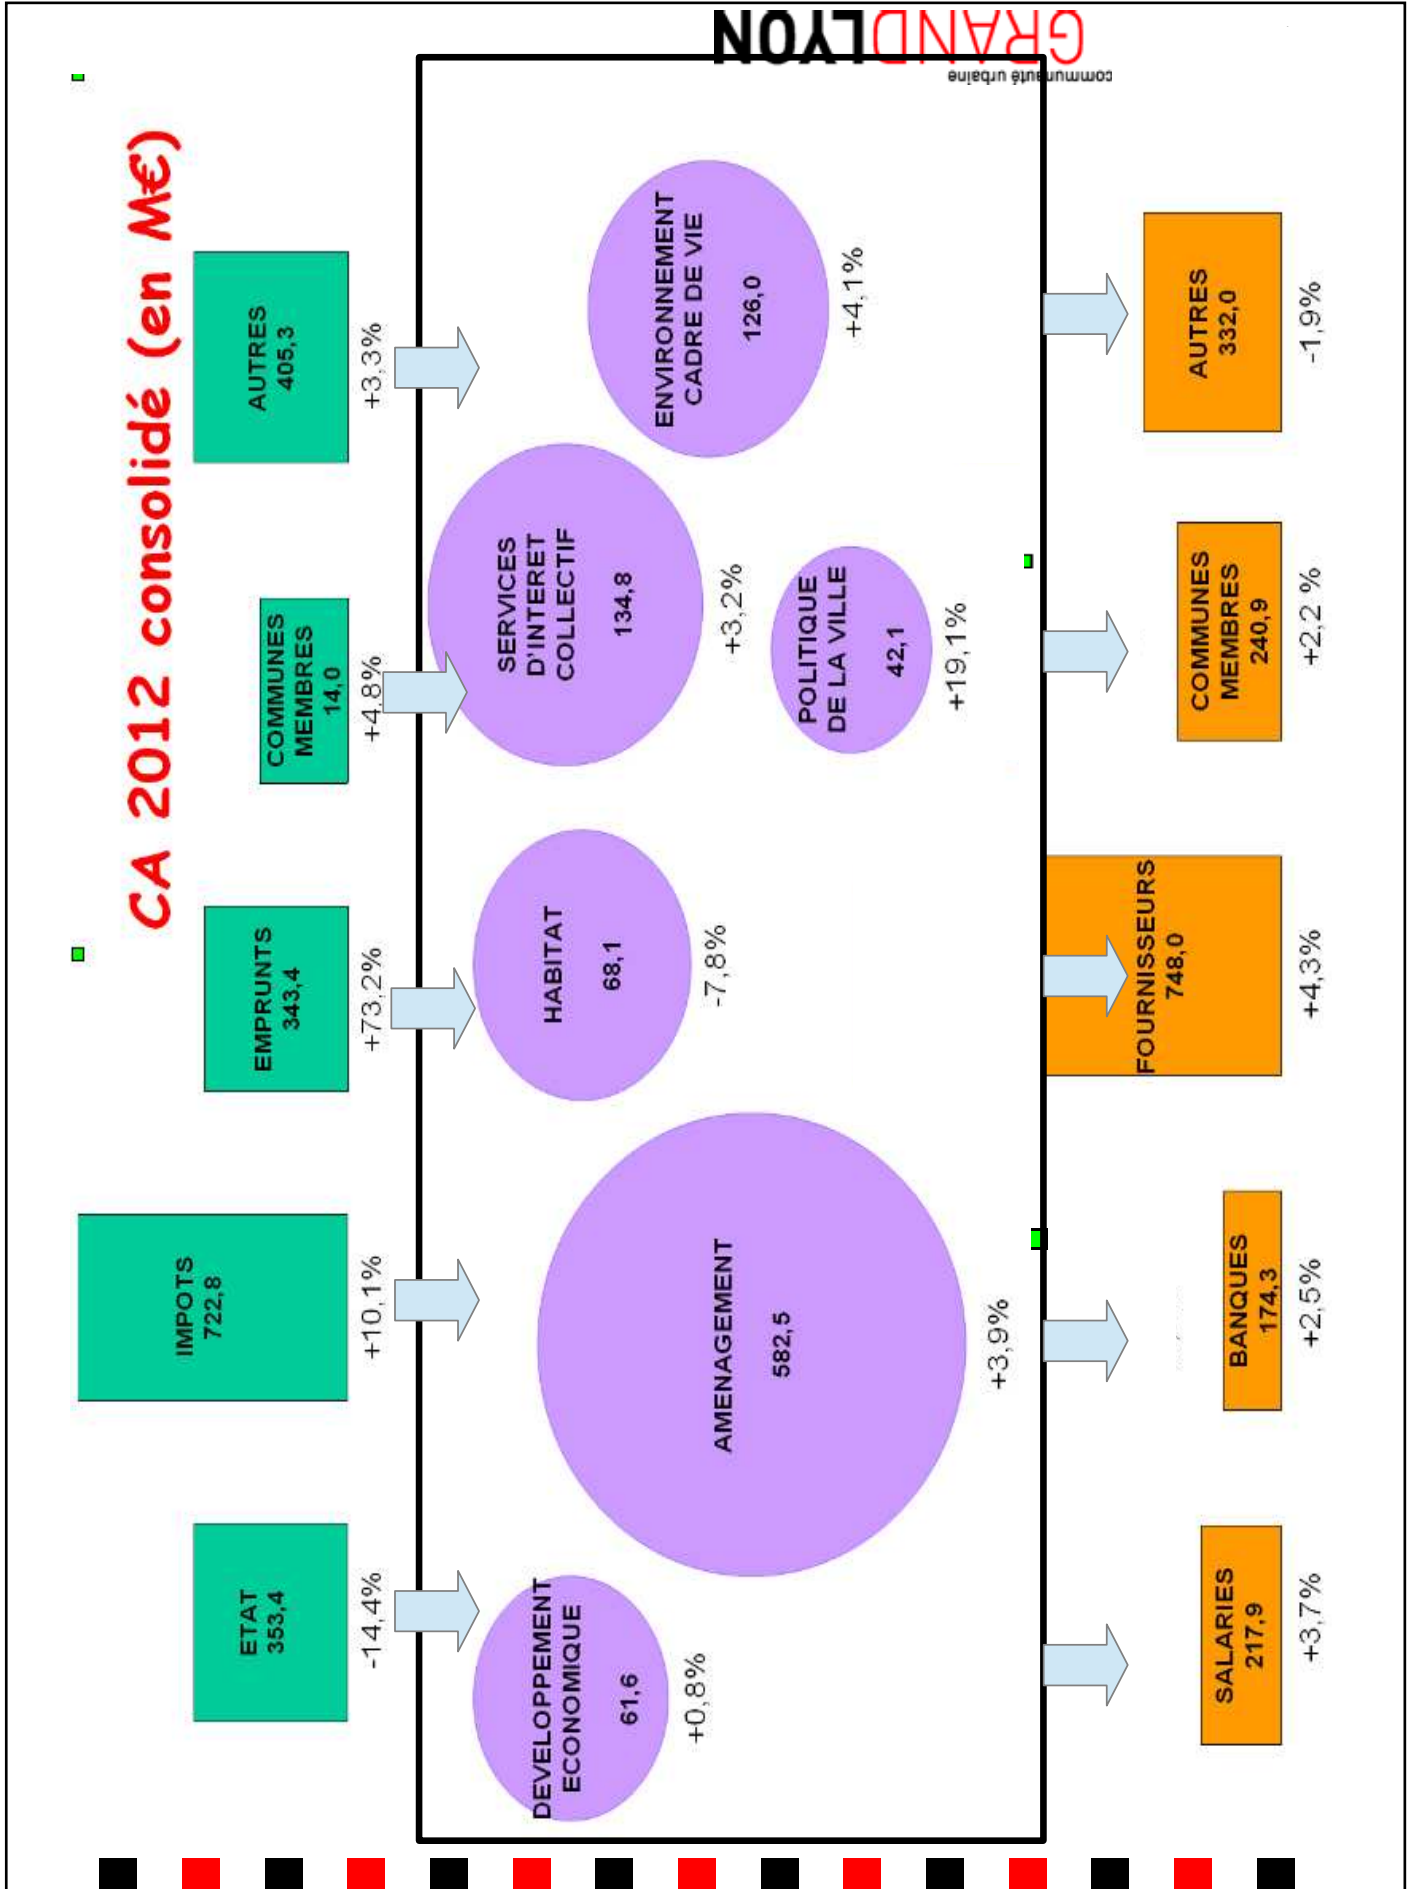 CA 2012 consolidé (en M€)
ETAT
353,4
-14,4%
IMPOTS
722,8
+10,1%
EMPRUNTS
343,4
+73,2%
COMMUNES
MEMBRES
14,0
+4,8%
AUTRES
405,3
+3,3%
DEVELOPPEMENT
ECONOMIQUE
61,6
+0,8%
AMENAGEMENT
582,5
+3,9%
HABITAT
68,1
-7,8%
SERVICES
D'INTERET
COLLECTIF
134,8
+3,2%
POLITIQUE
DE LA VILLE
42,1
+19,1%
ENVIRONNEMENT
CADRE DE VIE
126,0
+4,1%
SALARIES
217,9
+3,7%
BANQUES
174,3
+2,5%
FOURNISSEURS
748,0
+4,3%
COMMUNES
MEMBRES
240,9
+2,2 %
AUTRES
332,0
-1,9%
communauté urbaine
GRANDLYON